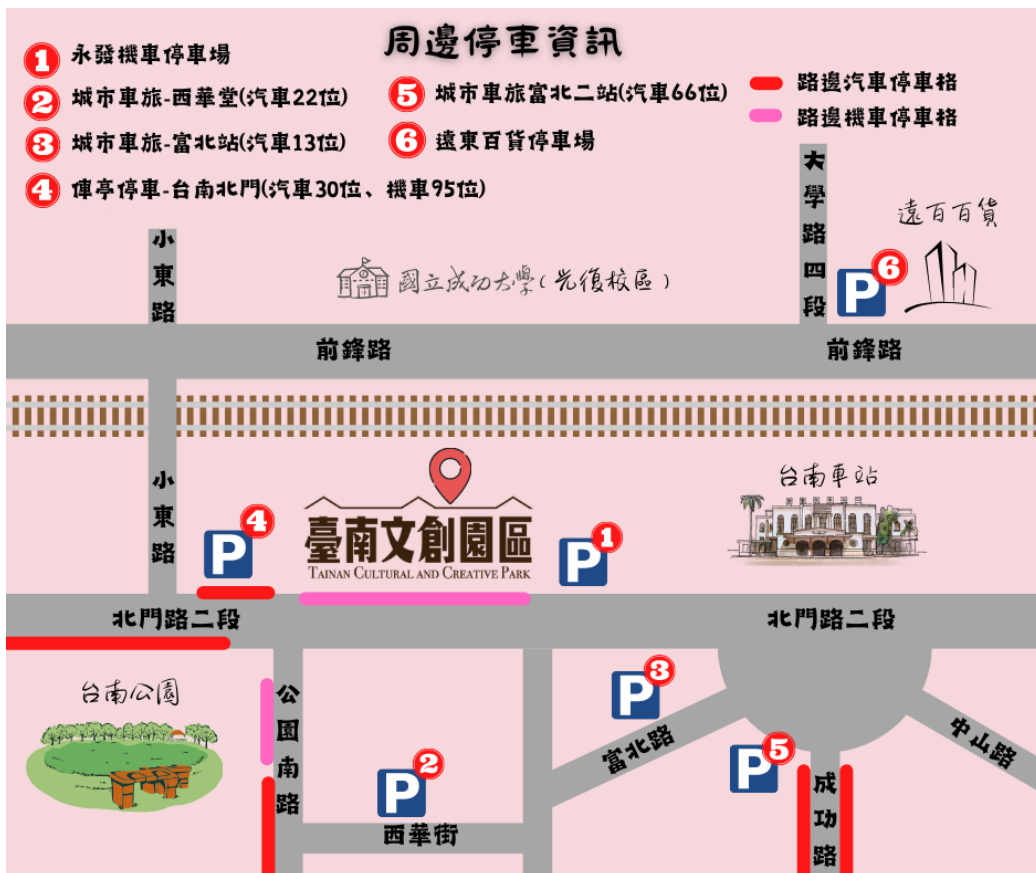 周邊停車資訊
1 永發機車停車場
2 城市車旅-西華堂(汽車22位)
3 城市車旅-富北站(汽車13位)
4 俥亭停車-台南北門(汽車30位、機車95位)
5 城市車旅富北二站(汽車66位)
6 遠東百貨停車場
路邊汽車停車格
路邊機車停車格
小東路
國立成功大學(光復校區)
大學路四段
P 6
遠百百貨
前鋒路
前鋒路
小東路
P 4
臺南文創園區
TAINAN CULTURAL AND CREATIVE PARK
P 1
台南車站
北門路二段
北門路二段
台南公園
公園南路
P 2
西華街
P 3
富北路
P 5
成功路
中山路